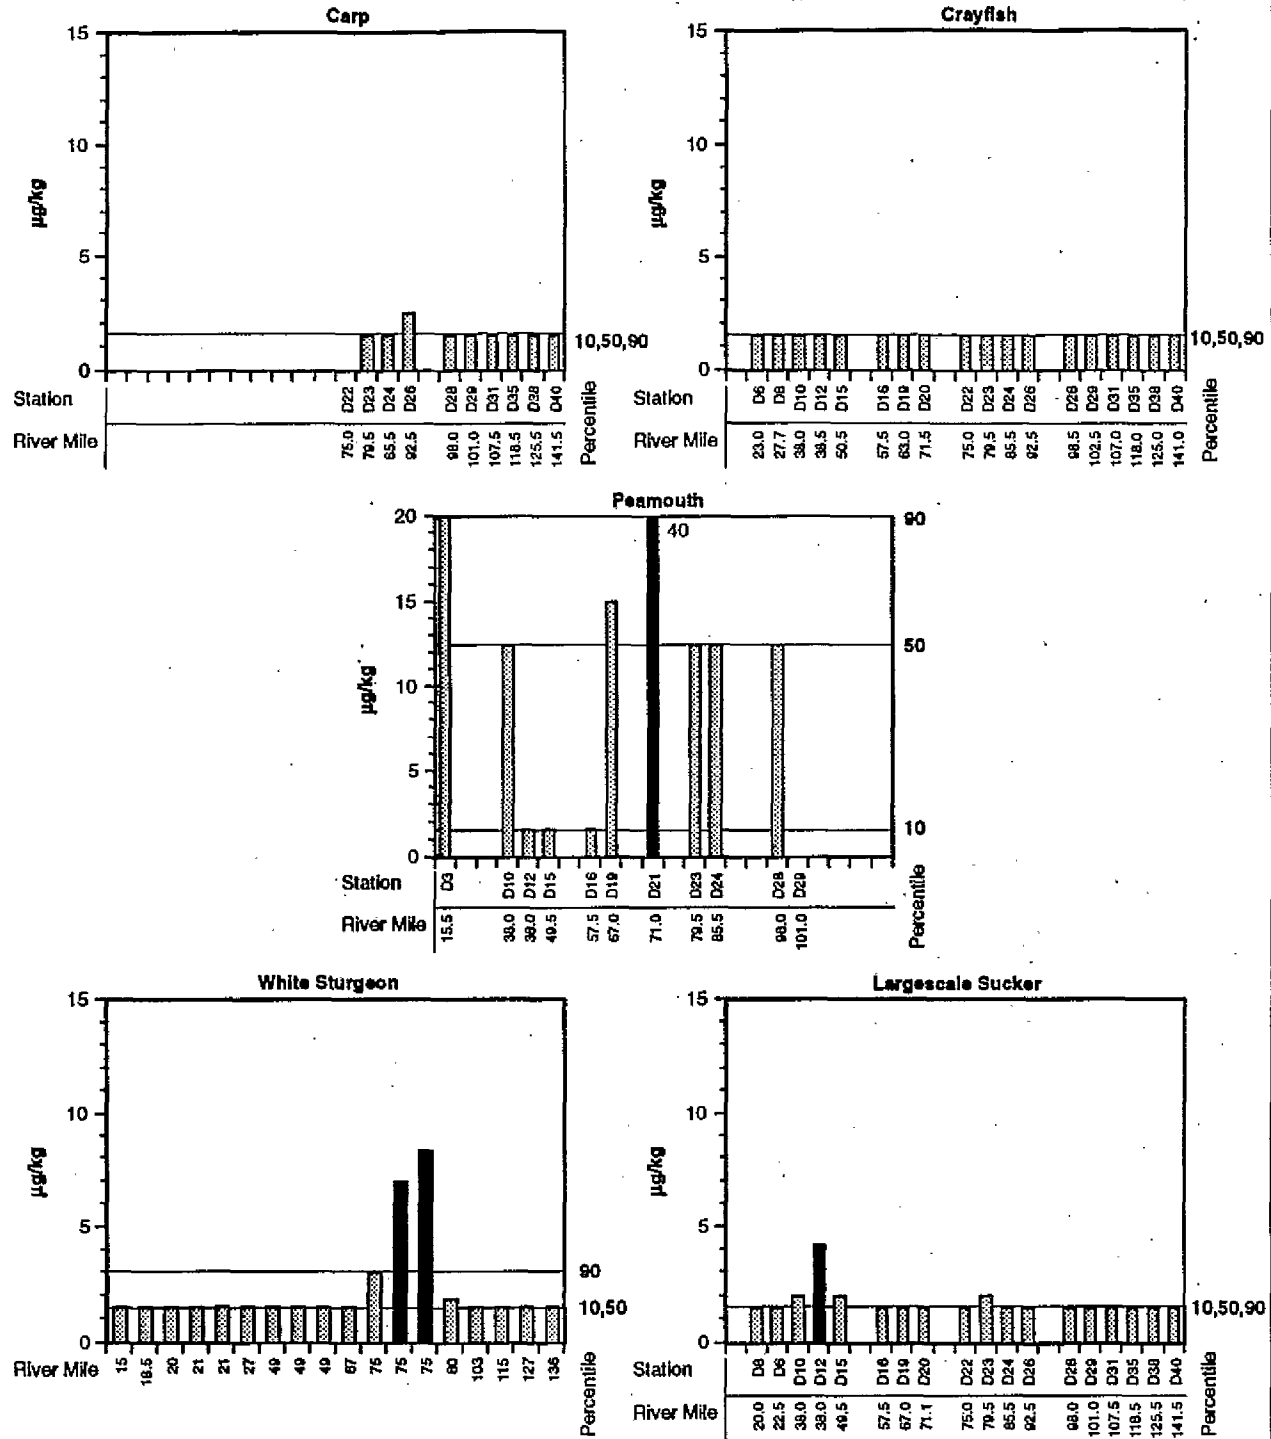 Carp
15
10
5
0
µg/kg
10,50,90
Station D22 D23 D24 D26 D28 D29 D31 D35 D38 D40
River Mile 75.0 79.5 85.5 92.5 98.0 101.0 107.5 118.5 125.5 141.5
Percentile
Crayfish
15
10
5
0
µg/kg
10,50,90
Station D6 D8 D10 D12 D15 D16 D19 D20 D22 D23 D24 D26 D28 D29 D31 D35 D38 D40
River Mile 23.0 27.7 38.0 38.5 50.5 57.5 63.0 71.5 75.0 79.5 85.5 92.5 98.5 102.5 107.0 118.0 125.0 141.0
Percentile
Peamouth
20
15
10
5
0
µg/kg
40
90
50
10
Station D3 D10 D12 D15 D16 D19 D21 D23 D24 D28 D29
River Mile 15.5 38.0 38.0 49.5 57.5 67.0 71.0 79.5 85.5 98.0 101.0
Percentile
White Sturgeon
15
10
5
0
µg/kg
90
10,50
River Mile 15 18.5 20 21 21 27 49 49 49 67 75 75 75 80 103 115 127 136
Percentile
Largescale Sucker
15
10
5
0
µg/kg
10,50,90
Station D8 D6 D10 D12 D15 D16 D19 D20 D22 D23 D24 D26 D28 D29 D31 D35 D38 D40
River Mile 20.0 22.5 38.0 38.0 49.5 57.5 67.0 71.1 75.0 79.5 85.5 92.5 98.0 101.0 107.5 118.5 125.5 141.5
Percentile